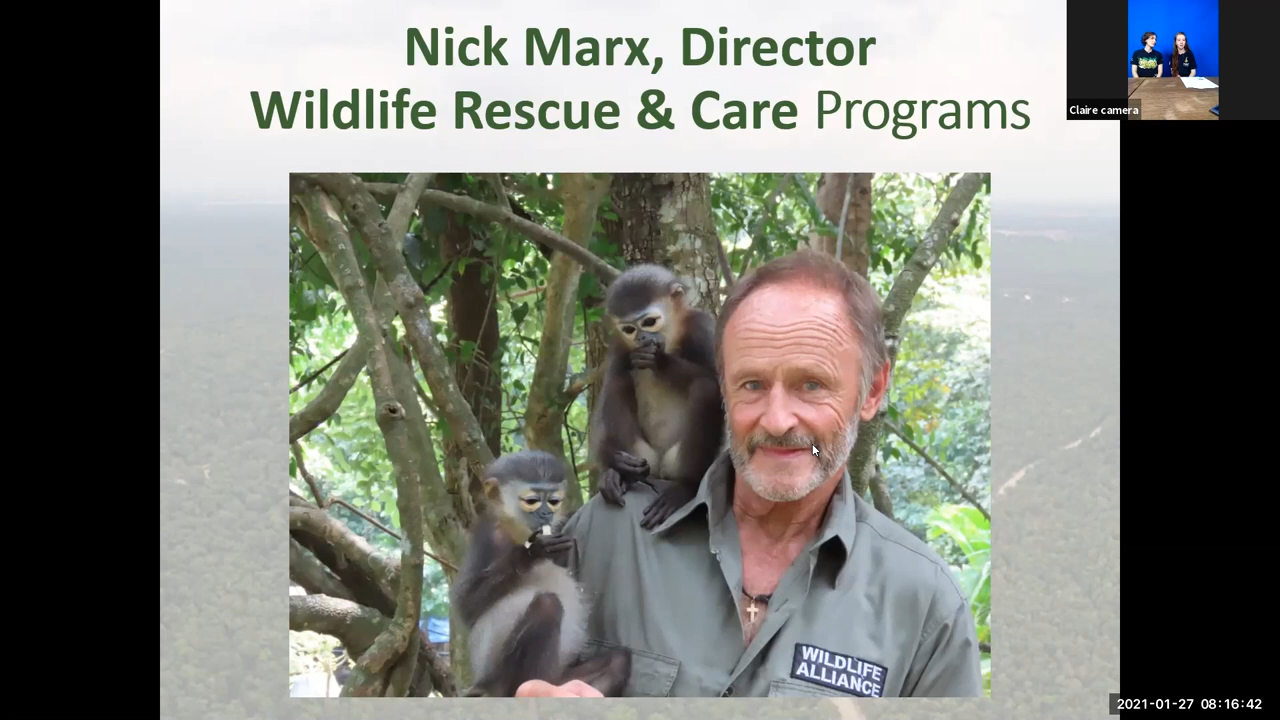 Nick Marx, Director
Wildlife Rescue & Care Programs
Claire camera
WILDLIFE
ALLIANCE
2021-01-27 08:16:42